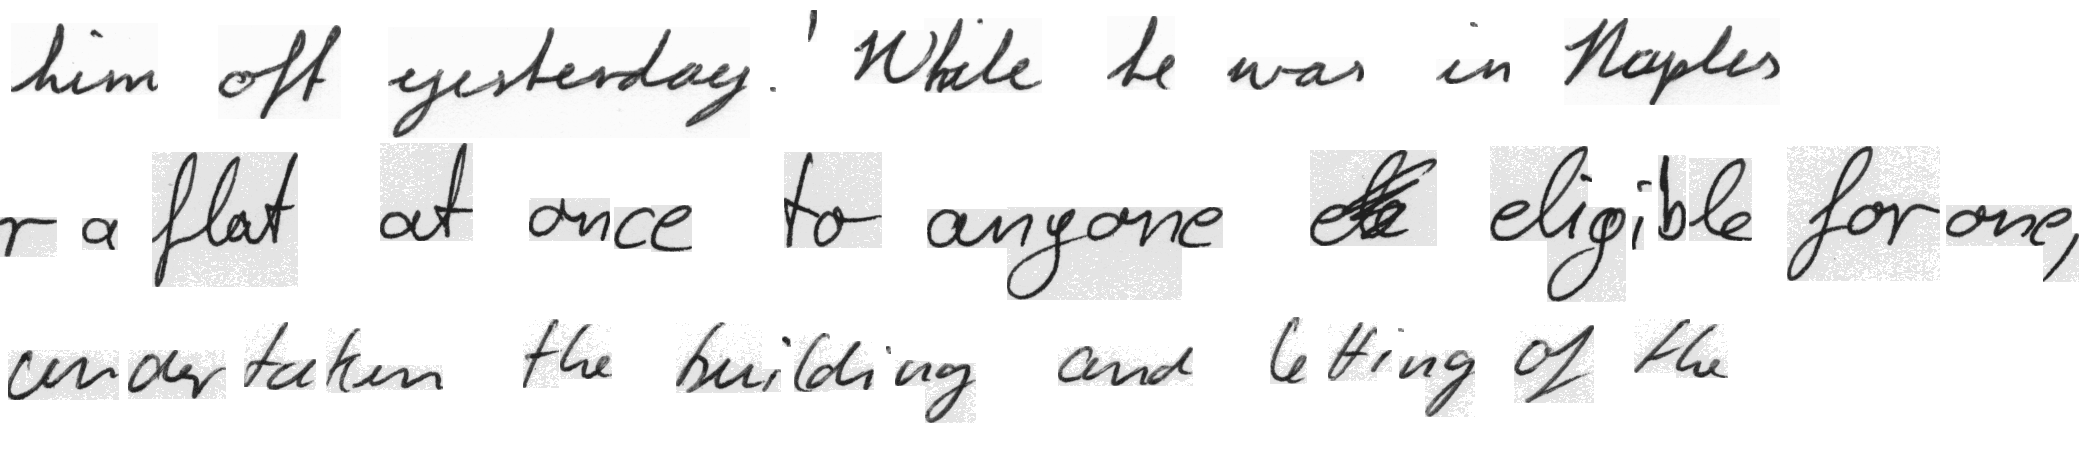 him off yesterday. ' While he was in Naples
r a flat at once to anyone eligible for one,
undertaken the building and letting of the